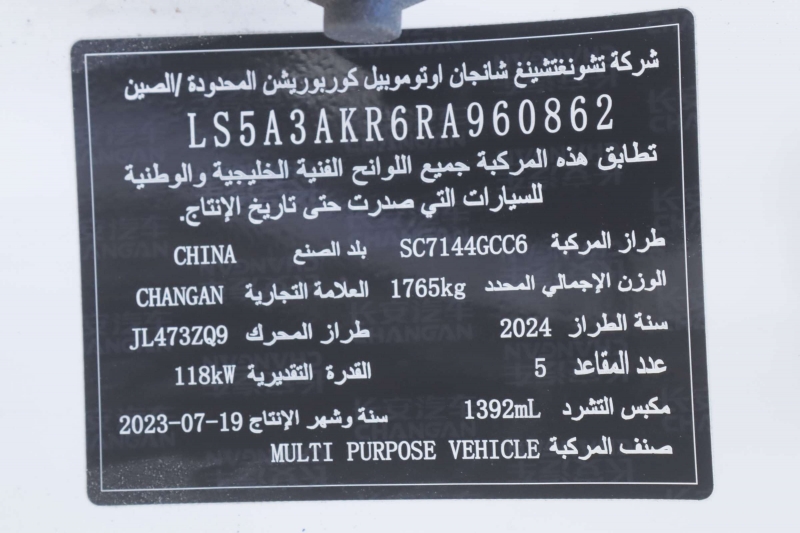 شركة تشونغتشينغ شانجان اوتوموبيل كوربوريشن المحدودة /الصين
LS5A3AKR6RA960862
تطابق هذه المركبة جميع اللوائح الفنية الخليجية والوطنية
للسيارات التي صدرت حتى تاريخ الإنتاج.
طراز المركبة SC7144GCC6 بلد الصنع CHINA
الوزن الإجمالي المحدد 1765kg العلامة التجارية CHANGAN
سنة الطراز 2024 طراز المحرك JL473ZQ9
عدد المقاعد 5 القدرة التقديرية 118kW
مكبس التشرد 1392mL سنة وشهر الإنتاج 2023-07-19
صنف المركبة MULTI PURPOSE VEHICLE